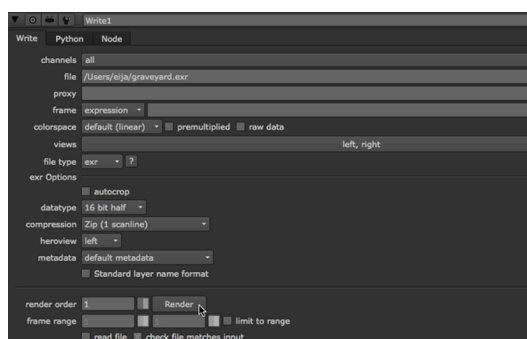 Write1
Write Python Node
channels all
file /Users/eija/graveyard.exr
proxy
frame expression
colorspace default (linear) premultiplied raw data
views left, right
file type exr ?
exr Options
autocrop
datatype 16 bit half
compression Zip (1 scanline)
heroview left
metadata default metadata
Standard layer name format
render order 1 Render
frame range 1 1 limit to range
read file check file matches input